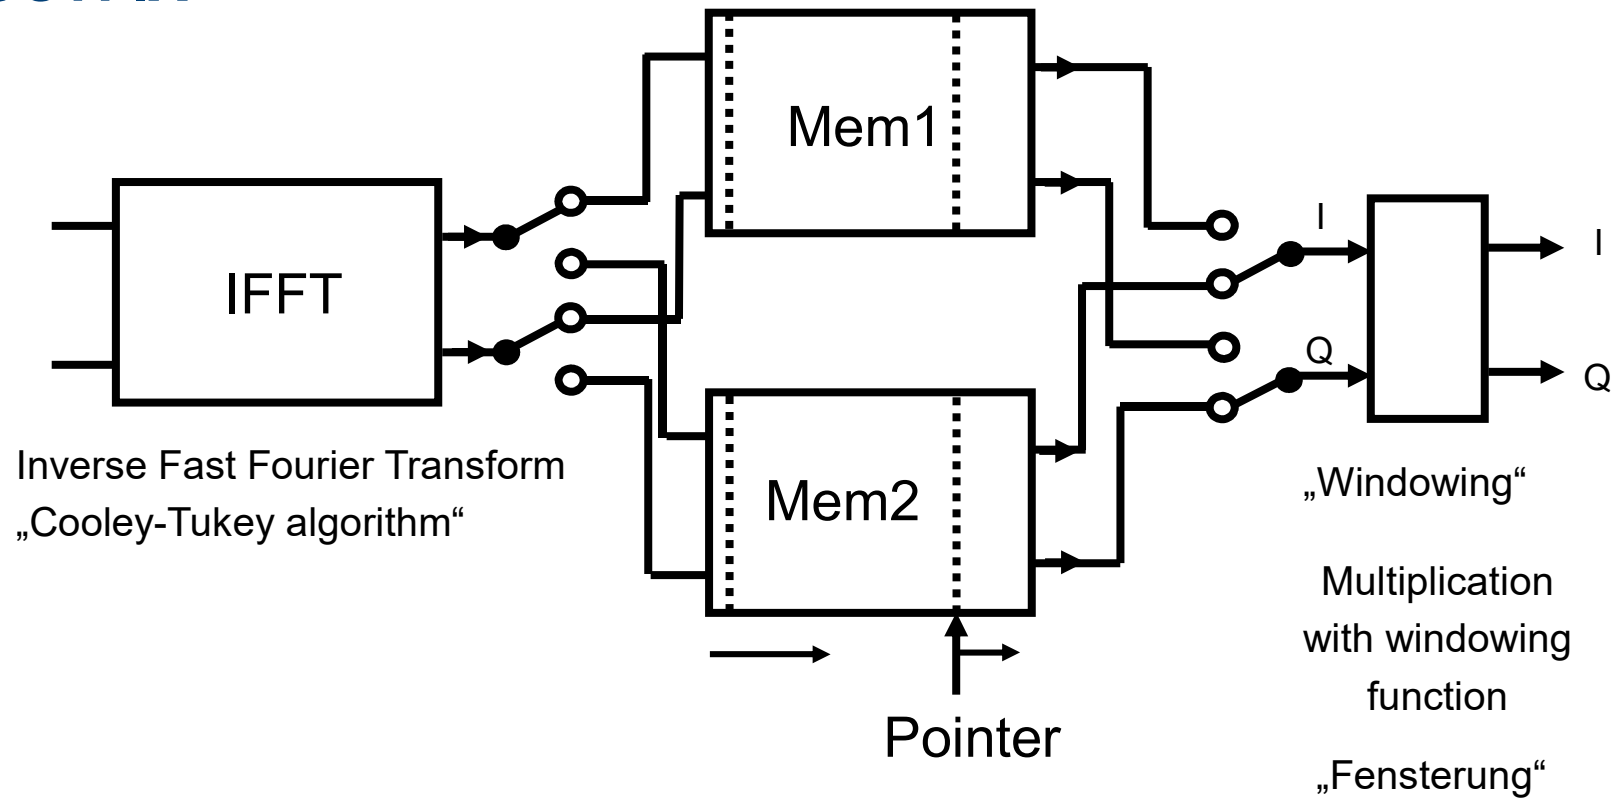 Mem1
IFFT
I
I
Q
Q
Inverse Fast Fourier Transform
„Cooley-Tukey algorithm“
Mem2
„Windowing“
Multiplication
with windowing
function
Pointer
„Fensterung“